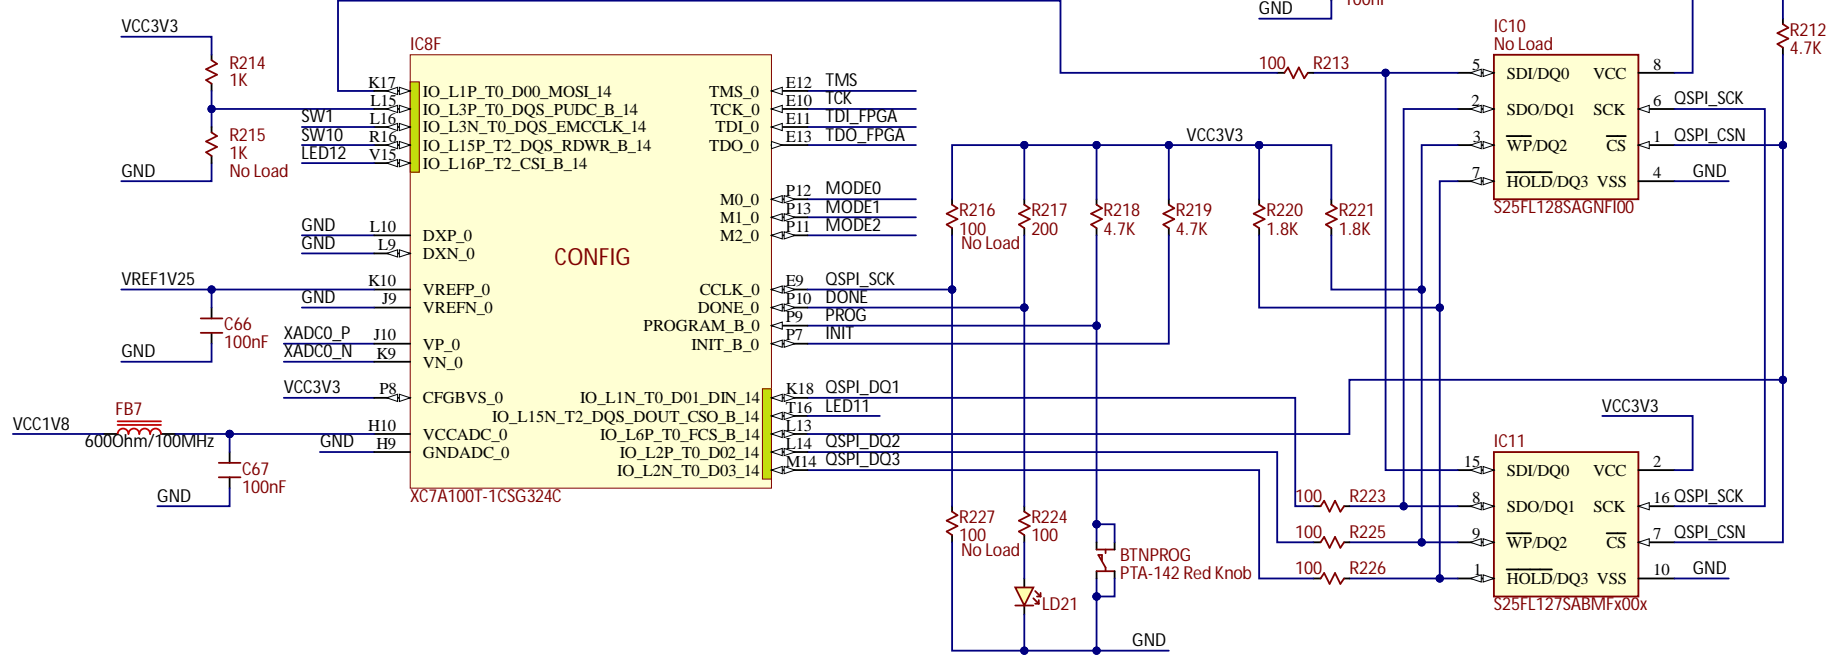 VCC3V3
R214
1K
R215
1K
No Load
GND
IC8F
K17
L15
SW1
L16
SW10
R16
LED12
V15
IO_L1P_T0_D00_MOSI_14
IO_L3P_T0_DQS_PUDC_B_14
IO_L3N_T0_DQS_EMCCLK_14
IO_L15P_T2_DQS_RDWR_B_14
IO_L16P_T2_CSI_B_14
TMS_0
TCK_0
TDI_0
TDO_0
E12 TMS
E10 TCK
E11 TDI_FPGA
E13 TDO_FPGA
M0_0
M1_0
M2_0
P12 MODE0
P13 MODE1
P11 MODE2
GND L10
GND L9
DXP_0
DXN_0
CONFIG
VREF1V25
K10
GND J9
VREFP_0
VREFN_0
C66
100nF
GND
XADC0_P J10
XADC0_N K9
VP_0
VN_0
CCLK_0
DONE_0
PROGRAM_B_0
INIT_B_0
E9 QSPI_SCK
P10 DONE
P9 PROG
P7 INIT
VCC3V3 P8
CFGBVS_0
FB7
VCC1V8
600Ohm/100MHz
H10
GND H9
VCCADC_0
GNDADC_0
C67
100nF
GND
IO_L1N_T0_D01_DIN_14
IO_L15N_T2_DQS_DOUT_CSO_B_14
IO_L6P_T0_FCS_B_14
IO_L2P_T0_D02_14
IO_L2N_T0_D03_14
K18 QSPI_DQ1
T16 LED11
L13
L14 QSPI_DQ2
M14 QSPI_DQ3
XC7A100T-1CSG324C
VCC3V3
R216
100
No Load
R217
200
R218
4.7K
R219
4.7K
R220
1.8K
R221
1.8K
R227
100
No Load
R224
100
LD21
BTNPROG
PTA-142 Red Knob
GND
GND
100nF
100 R213
IC10
No Load
5 SDI/DQ0 VCC 8
2 SDO/DQ1 SCK 6 QSPI_SCK
3 WP/DQ2 CS 1 QSPI_CSN
7 HOLD/DQ3 VSS 4 GND
S25FL128SAGNFI00
R212
4.7K
VCC3V3
IC11
15 SDI/DQ0 VCC 2
100 R223 8 SDO/DQ1 SCK 16 QSPI_SCK
100 R225 9 WP/DQ2 CS 7 QSPI_CSN
100 R226 1 HOLD/DQ3 VSS 10 GND
S25FL127SABMFx00x